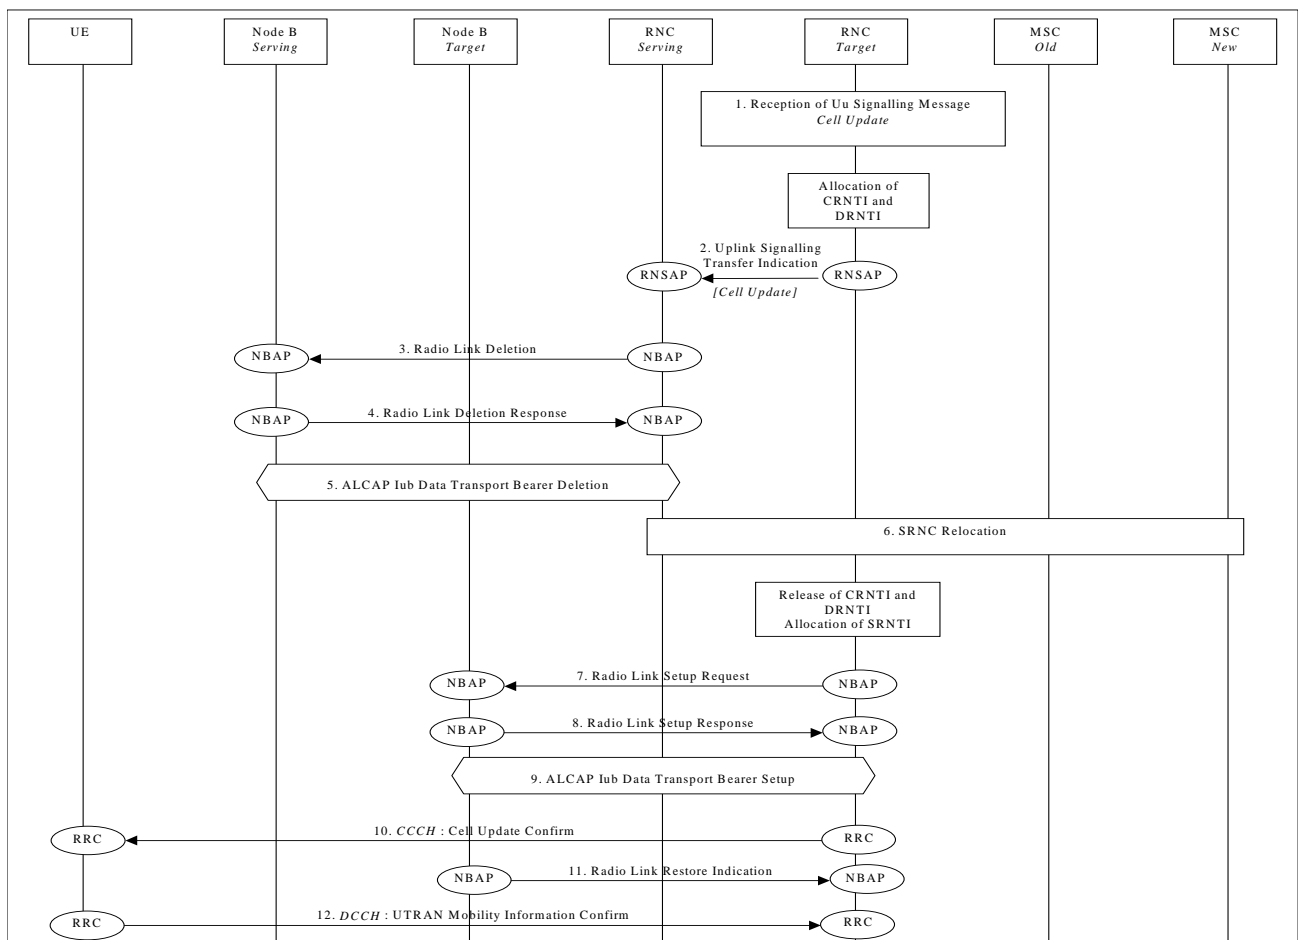 UE
Node B
Serving
Node B
Target
RNC
Serving
RNC
Target
MSC
Old
MSC
New
1. Reception of Uu Signalling Message
Cell Update
Allocation of
CRNTI and
DRNTI
2. Uplink Signalling
Transfer Indication
RNSAP
RNSAP
[Cell Update]
NBAP
3. Radio Link Deletion
NBAP
NBAP
4. Radio Link Deletion Response
NBAP
5. ALCAP Iub Data Transport Bearer Deletion
6. SRNC Relocation
Release of CRNTI and
DRNTI
Allocation of SRNTI
NBAP
7. Radio Link Setup Request
NBAP
NBAP
8. Radio Link Setup Response
NBAP
9. ALCAP Iub Data Transport Bearer Setup
RRC
10. CCCH : Cell Update Confirm
RRC
NBAP
11. Radio Link Restore Indication
NBAP
RRC
12. DCCH : UTRAN Mobility Information Confirm
RRC